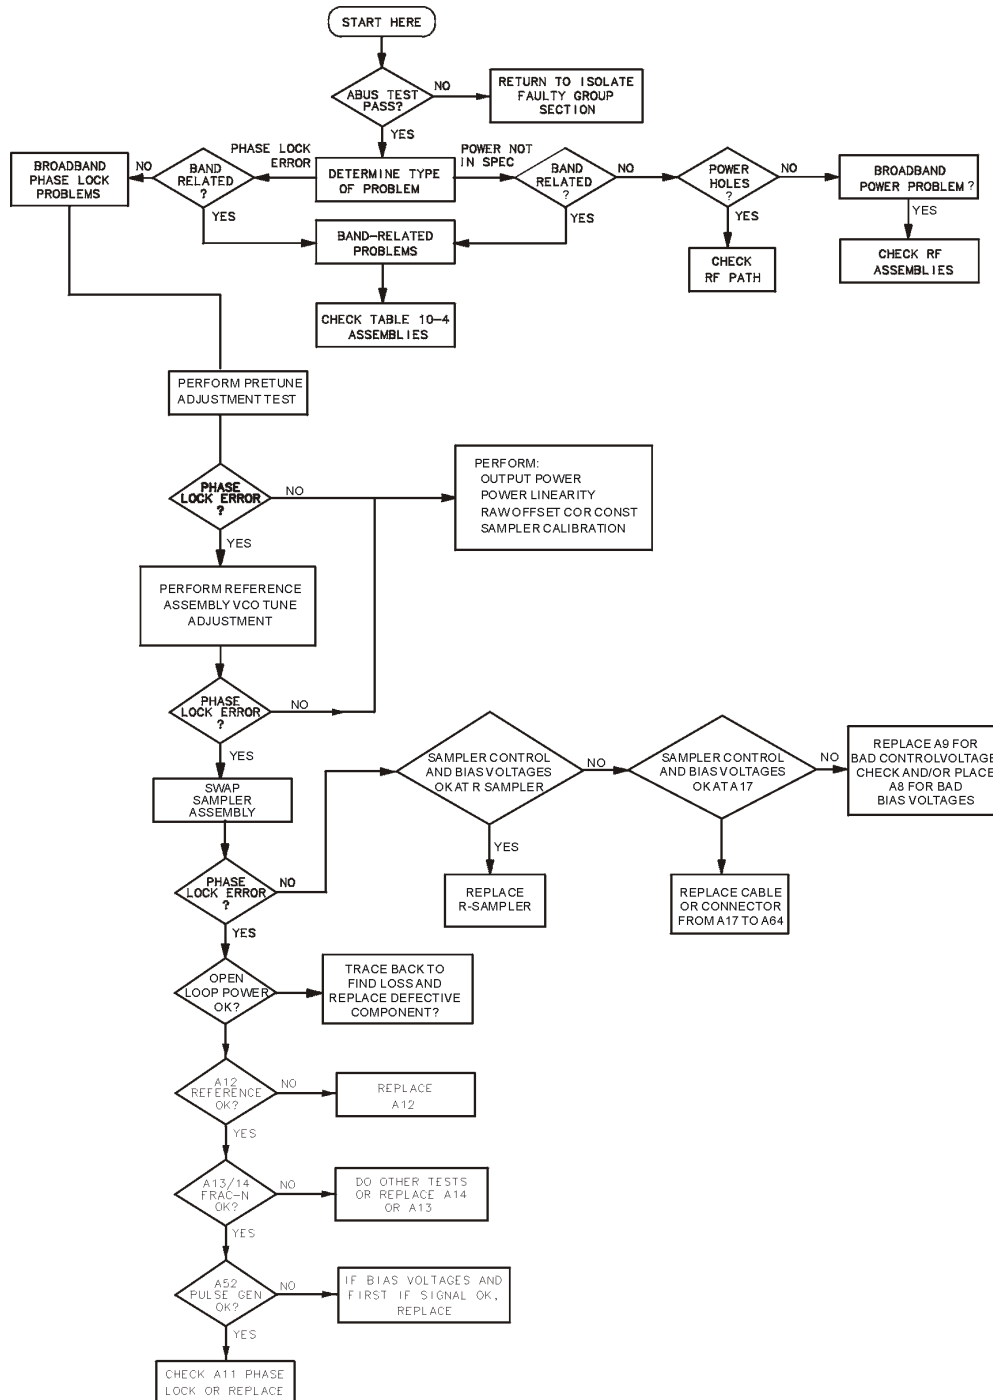 START HERE
ABUS TEST
PASS?
NO
RETURN TO ISOLATE
FAULTY GROUP
SECTION
YES
BROADBAND
PHASE LOCK
PROBLEMS
NO
BAND
RELATED
?
PHASE LOCK
ERROR
DETERMINE TYPE
OF PROBLEM
POWER NOT
IN SPEC
BAND
RELATED
?
NO
POWER
HOLES
?
NO
BROADBAND
POWER PROBLEM?
YES
YES
YES
YES
BAND-RELATED
PROBLEMS
CHECK
RF PATH
CHECK RF
ASSEMBLIES
CHECK TABLE 10-4
ASSEMBLIES
PERFORM PRETUNE
ADJUSTMENT TEST
PHASE
LOCK ERROR
?
NO
PERFORM:
OUTPUT POWER
POWER LINEARITY
RAW OFFSET COR CONST
SAMPLER CALIBRATION
YES
PERFORM REFERENCE
ASSEMBLY VCO TUNE
ADJUSTMENT
PHASE
LOCK ERROR
?
NO
YES
SWAP
SAMPLER
ASSEMBLY
SAMPLER CONTROL
AND BIAS VOLTAGES
OK AT R SAMPLER
NO
SAMPLER CONTROL
AND BIAS VOLTAGES
OK AT A17
NO
REPLACE A9 FOR
BAD CONTROL VOLTAGE
CHECK AND/OR PLACE
A8 FOR BAD
BIAS VOLTAGES
YES
PHASE
LOCK ERROR
?
NO
REPLACE
R-SAMPLER
REPLACE CABLE
OR CONNECTOR
FROM A17 TO A64
YES
OPEN
LOOP POWER
OK?
TRACE BACK TO
FIND LOSS AND
REPLACE DEFECTIVE
COMPONENT?
A12
REFERENCE
OK?
NO
REPLACE
A12
YES
A13/14
FRAC-N
OK?
NO
DO OTHER TESTS
OR REPLACE A14
OR A13
YES
A52
PULSE GEN
OK?
NO
IF BIAS VOLTAGES AND
FIRST IF SIGNAL OK,
REPLACE
YES
CHECK A11 PHASE
LOCK OR REPLACE